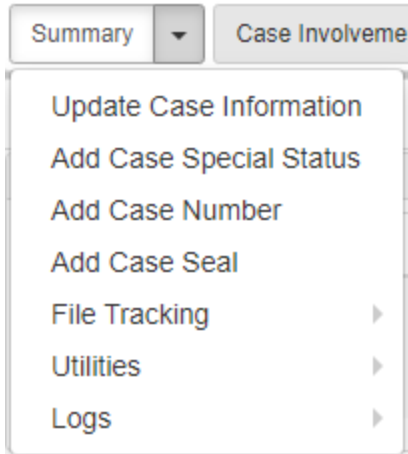 Summary
Case Involveme
Update Case Information
Add Case Special Status
Add Case Number
Add Case Seal
File Tracking
Utilities
Logs